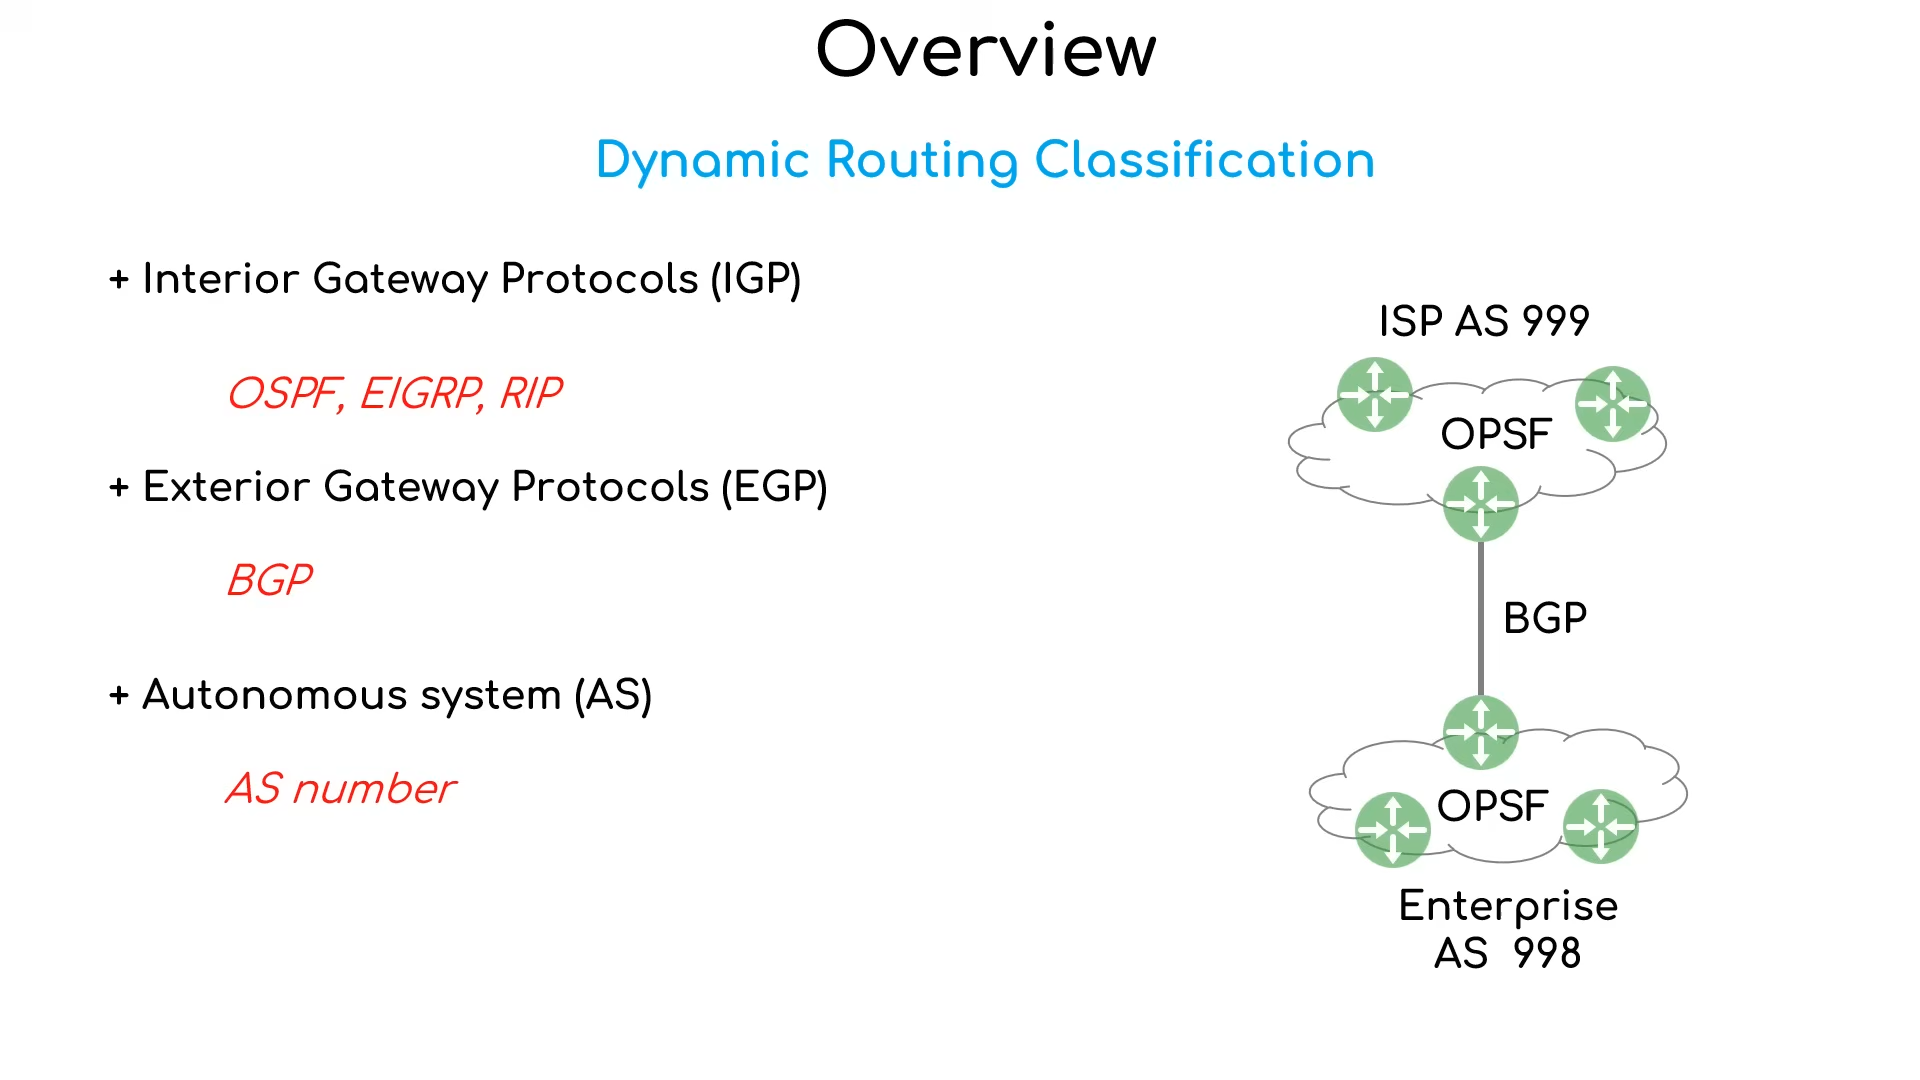 Overview
Dynamic Routing Classification
+ Interior Gateway Protocols (IGP)
OSPF, EIGRP, RIP
+ Exterior Gateway Protocols (EGP)
BGP
+ Autonomous system (AS)
AS number
ISP AS 999
OPSF
BGP
OPSF
Enterprise
AS 998